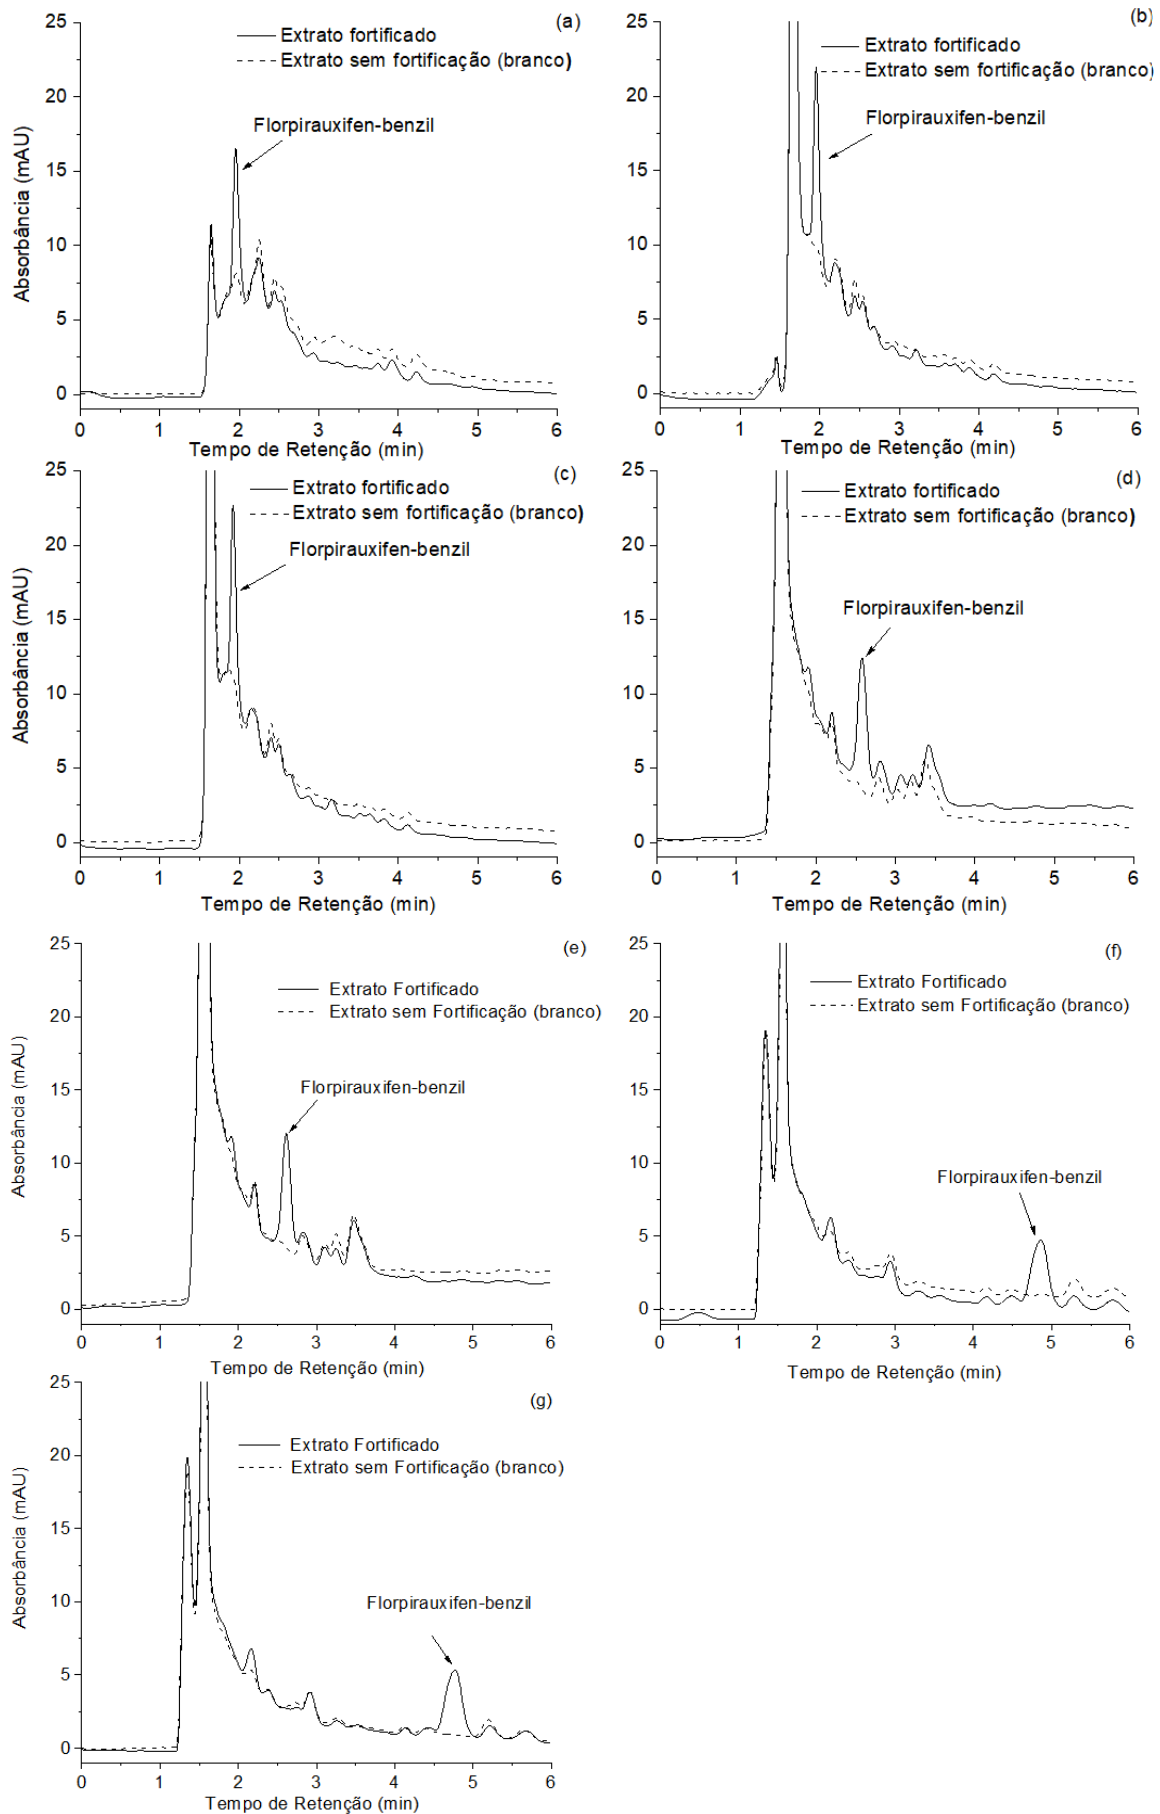 (a)
Extrato fortificado
Extrato sem fortificação (branco)
Florpirauxifen-benzil
Absorbância (mAU)
25
20
15
10
5
0
0 1 2 3 4 5 6
Tempo de Retenção (min)
(b)
Extrato fortificado
Extrato sem fortificação (branco)
Florpirauxifen-benzil
25
20
15
10
5
0
0 1 2 3 4 5 6
Tempo de Retenção (min)
(c)
Extrato fortificado
Extrato sem fortificação (branco)
Florpirauxifen-benzil
Absorbância (mAU)
25
20
15
10
5
0
0 1 2 3 4 5 6
Tempo de Retenção (min)
(d)
Extrato fortificado
Extrato sem fortificação (branco)
Florpirauxifen-benzil
25
20
15
10
5
0
0 1 2 3 4 5 6
Tempo de Retenção (min)
(e)
Extrato Fortificado
Extrato sem Fortificação (branco)
Florpirauxifen-benzil
Absorbância (mAU)
25
20
15
10
5
0
0 1 2 3 4 5 6
Tempo de Retenção (min)
(f)
Extrato Fortificado
Extrato sem Fortificação (branco)
Florpirauxifen-benzil
25
20
15
10
5
0
0 1 2 3 4 5 6
Tempo de Retenção (min)
(g)
Extrato Fortificado
Extrato sem Fortificação (branco)
Florpirauxifen-benzil
Absorbância (mAU)
25
20
15
10
5
0
0 1 2 3 4 5 6
Tempo de Retenção (min)